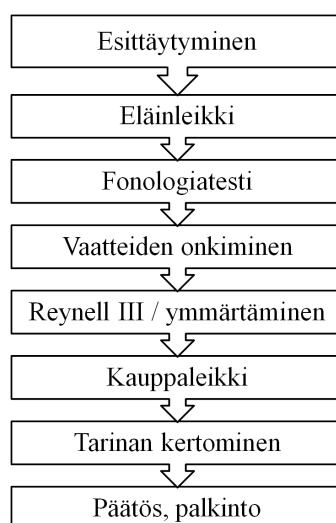 Esittäytyminen
Eläinleikki
Fonologiatesti
Vaatteiden onkiminen
Reynell III / ymmärtäminen
Kauppaleikki
Tarinan kertominen
Päätös, palkinto